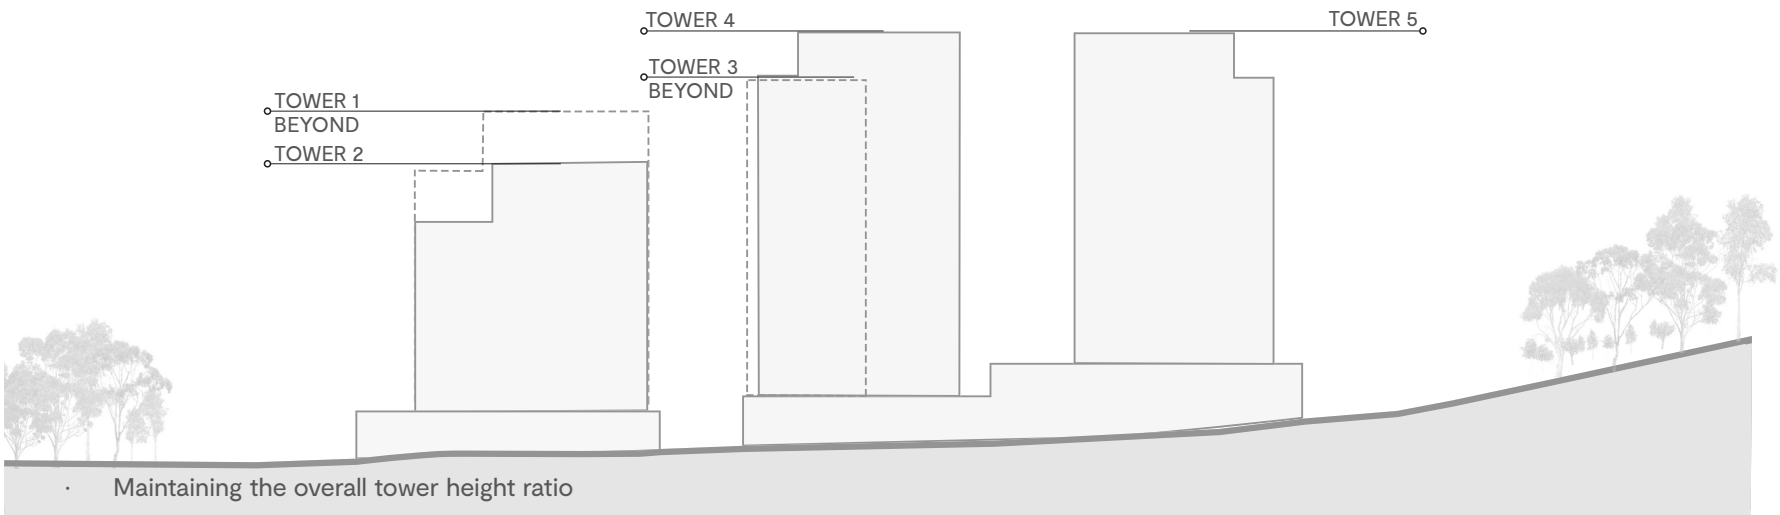 TOWER 4
TOWER 5
TOWER 3
BEYOND
TOWER 1
BEYOND
TOWER 2
· Maintaining the overall tower height ratio